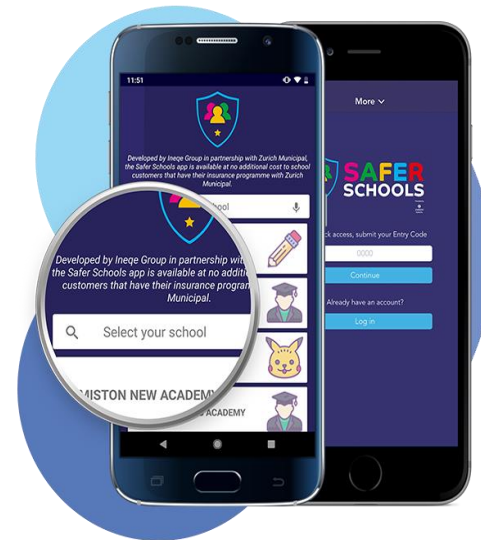 11:51
Developed by Ineqe Group in partnership with Zurich Municipal,
the Safer Schools app is available at no additional cost to school
customers that have their insurance programme with Zurich
Municipal.
Developed by Ineqe Group in partnership wit
the Safer Schools app is available at no additi
customers that have their insurance program
Municipal.
Select your school
MISTON NEW ACADEMY
ACADEMY
More
SAFER
SCHOOLS
ck access, submit your Entry Code
0000
Continue
Already have an account?
Log in